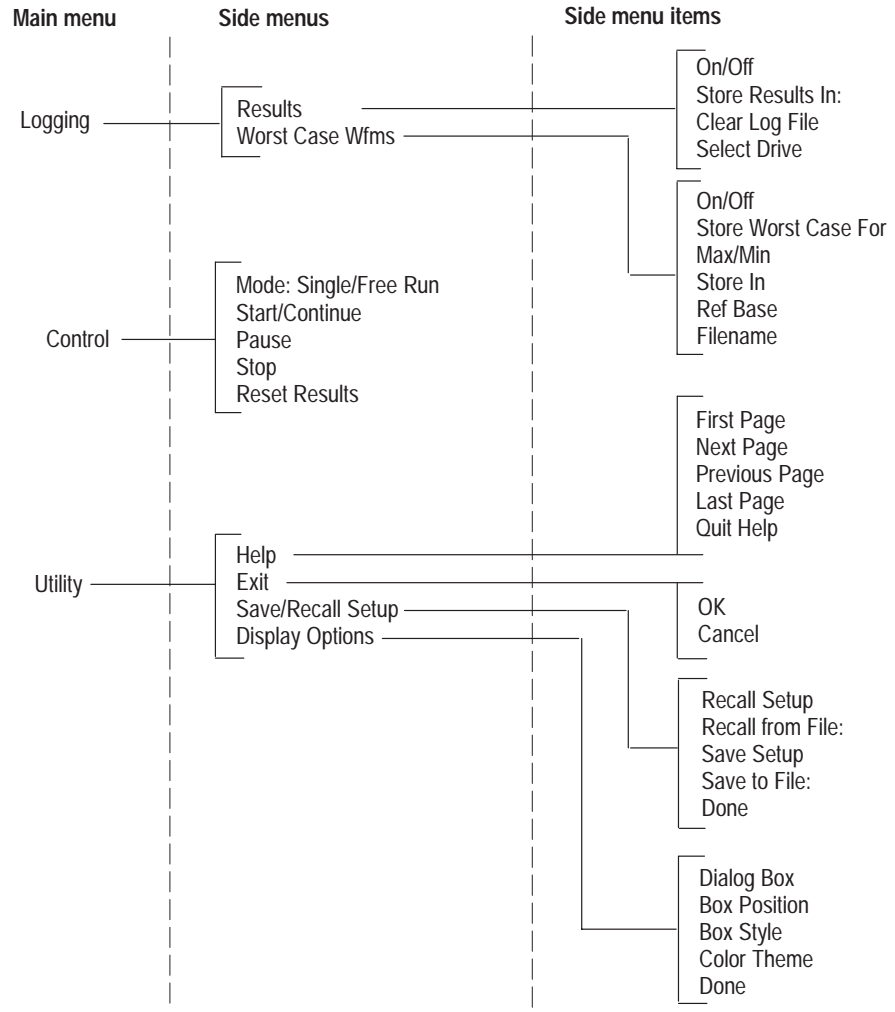 Main menu
Side menus
Side menu items
Logging
Results
Worst Case Wfms
On/Off
Store Results In:
Clear Log File
Select Drive
On/Off
Store Worst Case For
Max/Min
Store In
Ref Base
Filename
Control
Mode: Single/Free Run
Start/Continue
Pause
Stop
Reset Results
Utility
Help
Exit
Save/Recall Setup
Display Options
First Page
Next Page
Previous Page
Last Page
Quit Help
OK
Cancel
Recall Setup
Recall from File:
Save Setup
Save to File:
Done
Dialog Box
Box Position
Box Style
Color Theme
Done